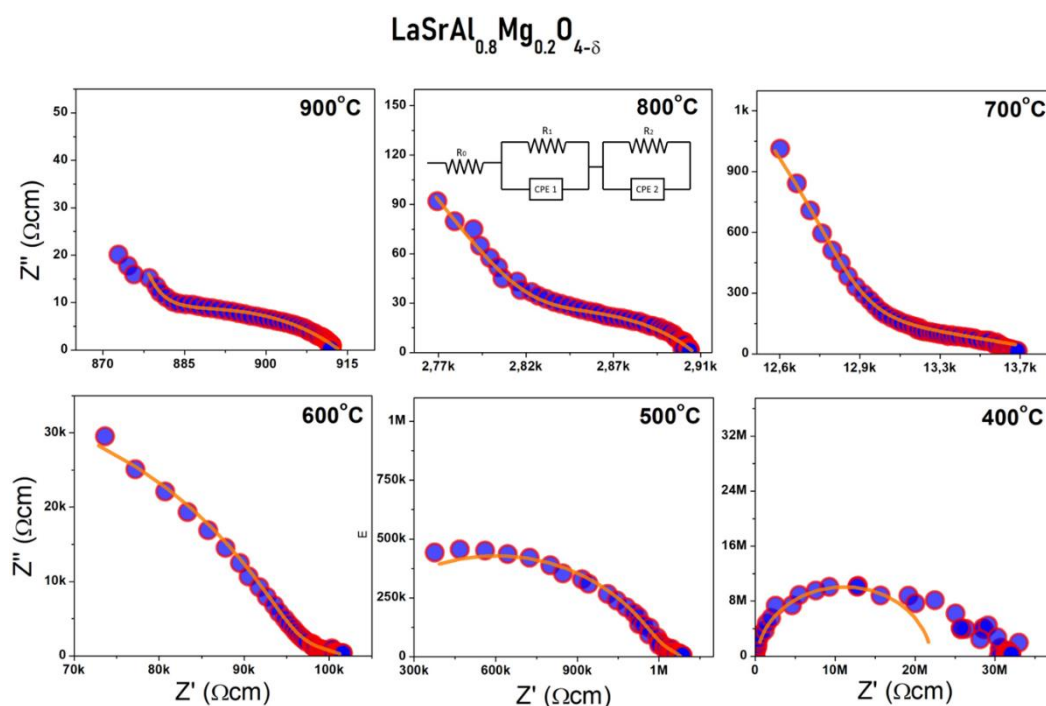 LaSrAl0.8Mg0.2O4-δ
900°C
Z'' (Ωcm)
50
40
30
20
10
0
870
885
900
915
800°C
150
120
90
60
30
0
2,77k
2,82k
2,87k
2,91k
R0
R1
CPE 1
R2
CPE 2
700°C
1k
900
600
300
0
12,6k
12,9k
13,3k
13,7k
600°C
Z'' (Ωcm)
30k
20k
10k
0
70k
80k
90k
100k
Z' (Ωcm)
500°C
E
1M
750k
500k
250k
0
300k
600k
900k
1M
Z' (Ωcm)
400°C
32M
24M
16M
8M
0
0
10M
20M
30M
Z' (Ωcm)